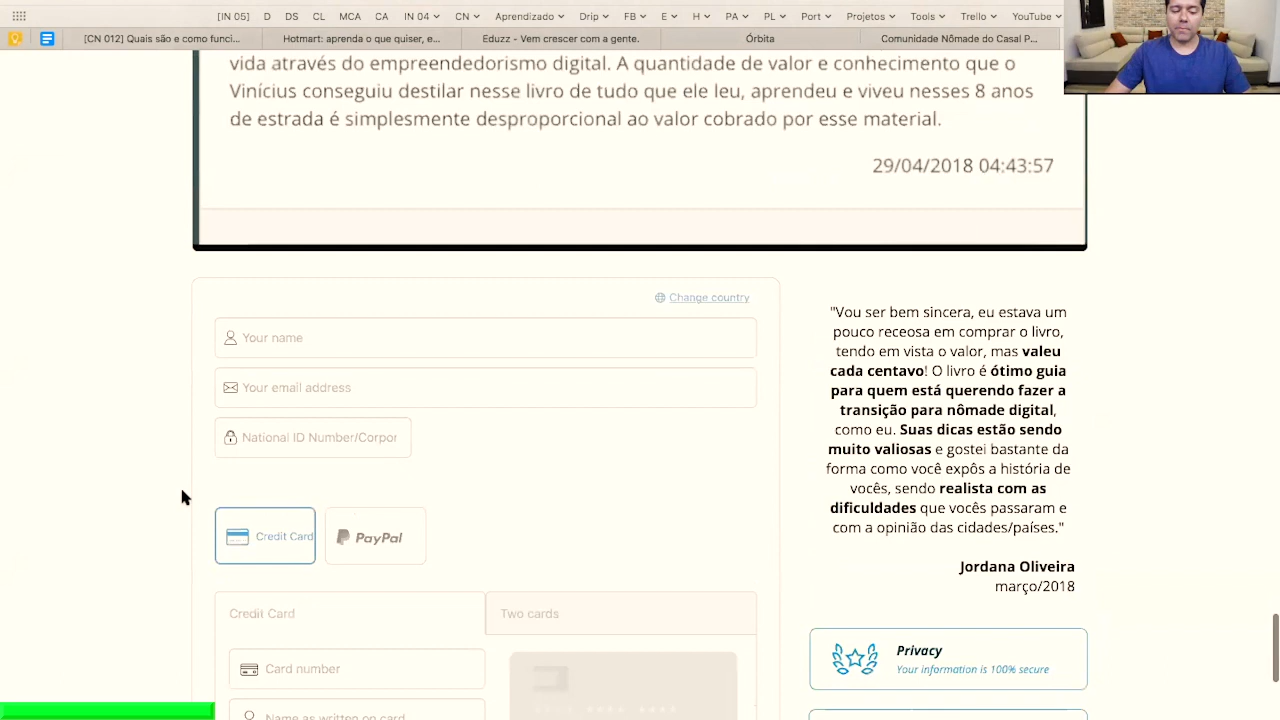 [IN 05] D DS CL MCA CA IN 04 CN Aprendizado Drip FB E H PA PL Port Projetos Tools Trello YouTube
[CN 012] Quais são e como funci... Hotmart: aprenda o que quiser, e... Eduzz - Vem crescer com a gente. Órbita Comunidade Nômade do Casal P...
vida através do empreendedorismo digital. A quantidade de valor e conhecimento que o
Vinícius conseguiu destilar nesse livro de tudo que ele leu, aprendeu e viveu nesses 8 anos
de estrada é simplesmente desproporcional ao valor cobrado por esse material.
29/04/2018 04:43:57
Change country
Your name
Your email address
National ID Number/Corpor
Credit Card PayPal
Credit Card Two cards
Card number
Name as written on card
"Vou ser bem sincera, eu estava um
pouco receosa em comprar o livro,
tendo em vista o valor, mas valeu
cada centavo! O livro é ótimo guia
para quem está querendo fazer a
transição para nômade digital,
como eu. Suas dicas estão sendo
muito valiosas e gostei bastante da
forma como você expôs a história de
vocês, sendo realista com as
dificuldades que vocês passaram e
com a opinião das cidades/países."
Jordana Oliveira
março/2018
Privacy
Your information is 100% secure